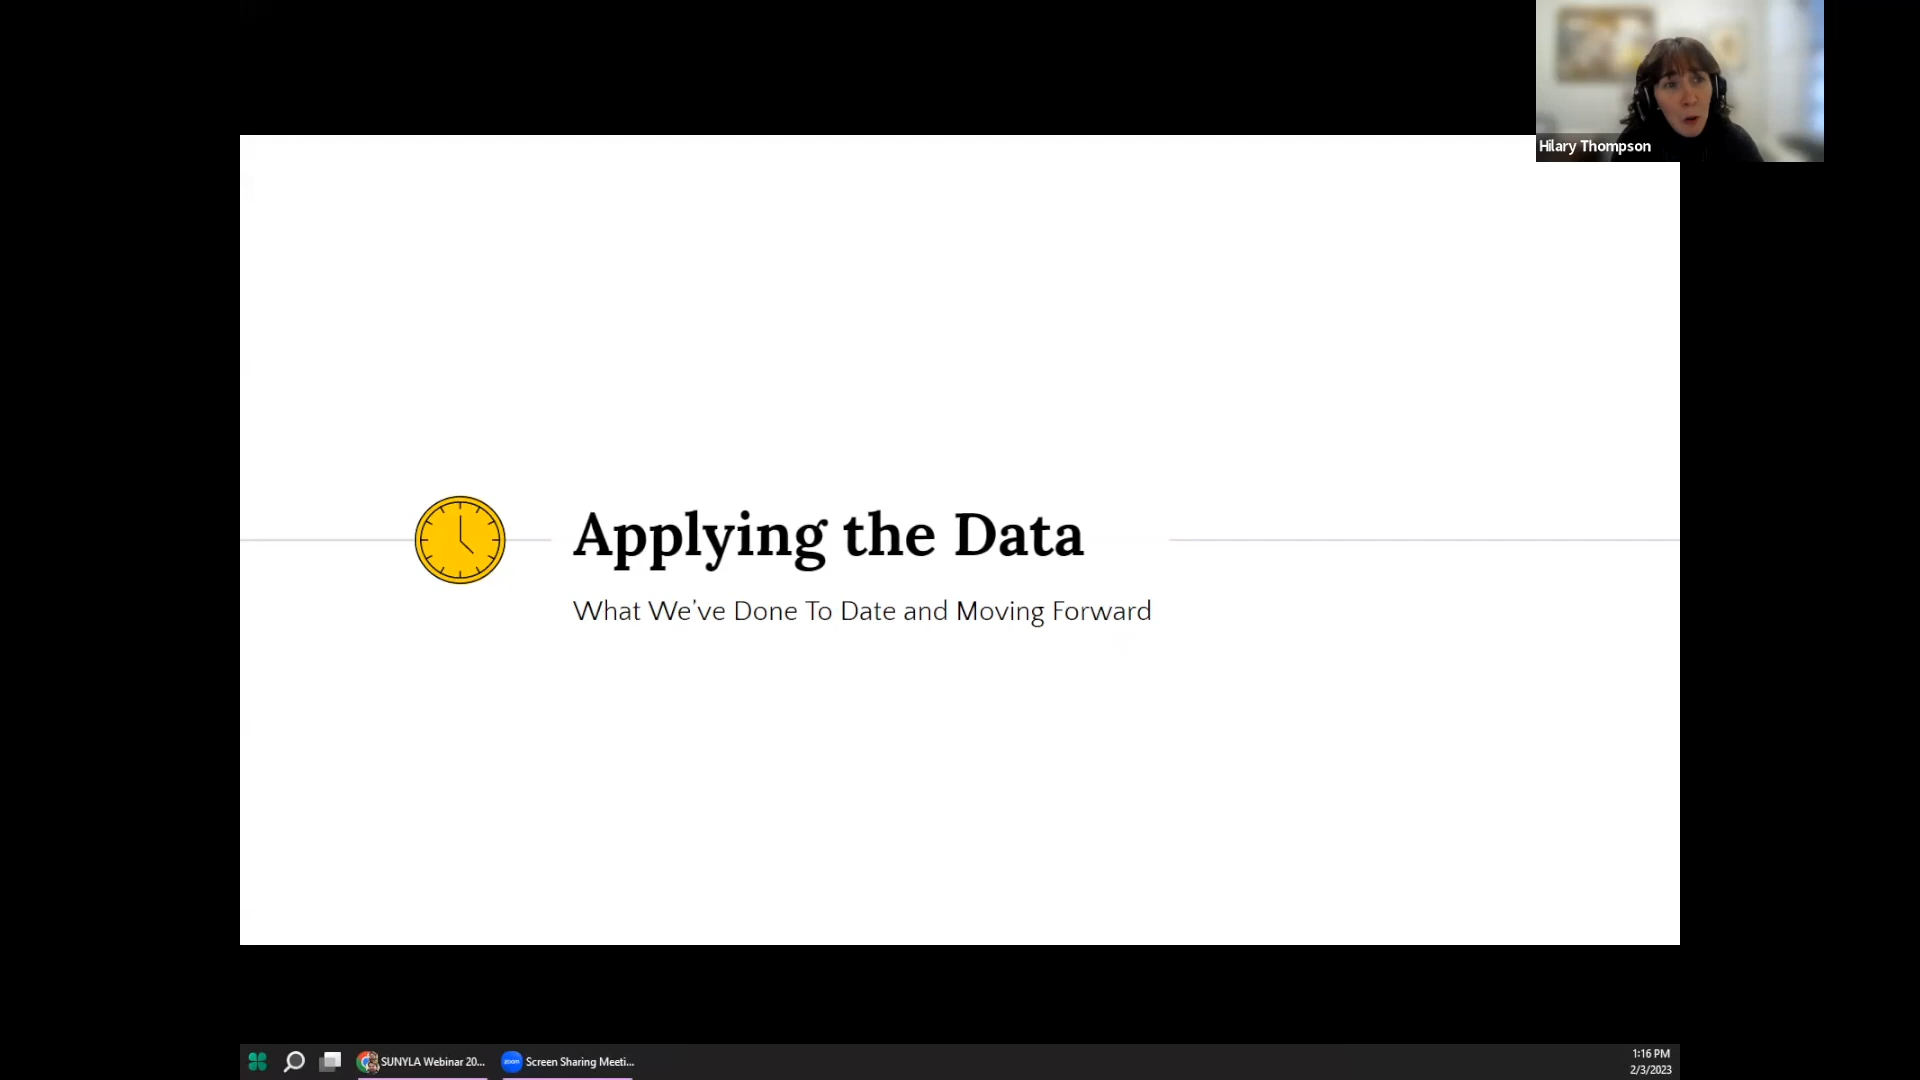 Hilary Thompson
Applying the Data
What We've Done To Date and Moving Forward
SUNYLA Webinar 20...
zoom
Screen Sharing Meeti...
1:16 PM
2/3/2023